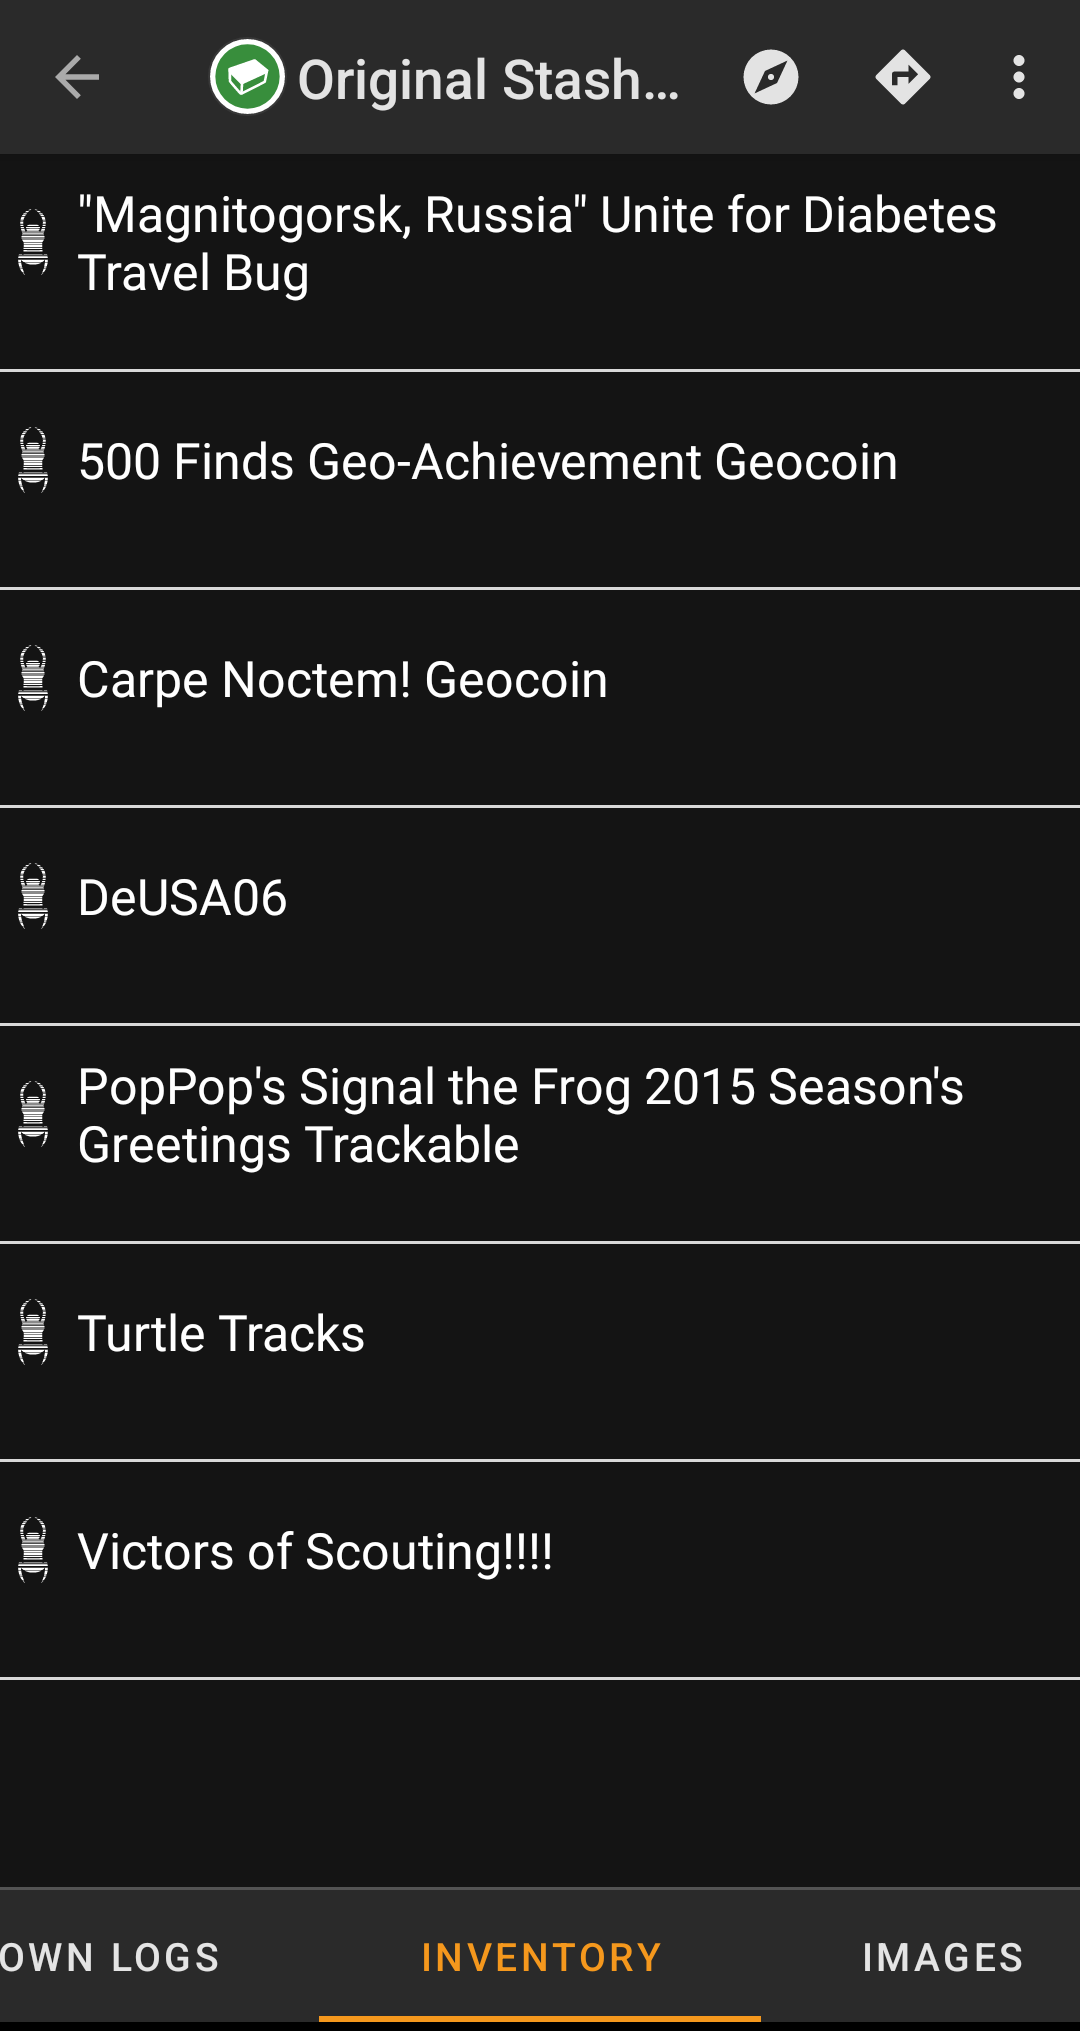 Original Stash...
"Magnitogorsk, Russia" Unite for Diabetes
Travel Bug
500 Finds Geo-Achievement Geocoin
Carpe Noctem! Geocoin
DeUSA06
PopPop's Signal the Frog 2015 Season's
Greetings Trackable
Turtle Tracks
Victors of Scouting!!!!
OWN LOGS
INVENTORY
IMAGES